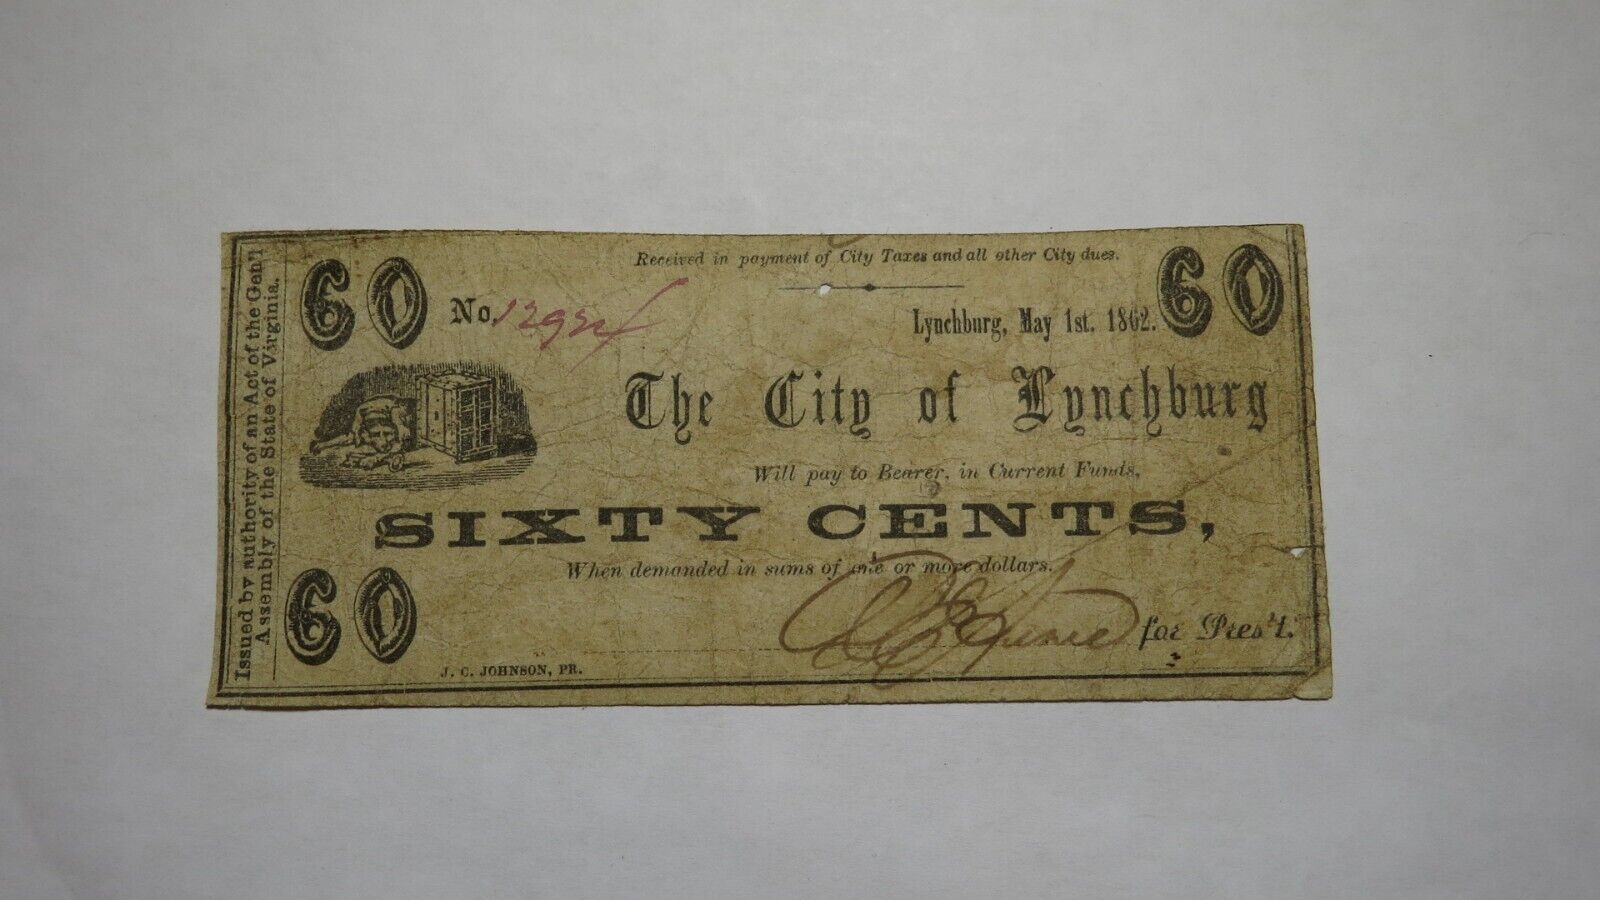 Received in payment of City Taxes and all other City dues.
60
60
No. 12924
Lynchburg, May 1st. 1862.
The City of Lynchburg
Will pay to Bearer, in Current Funds,
SIXTY CENTS,
When demanded in sums of one or more dollars.
60
for Pres't.
J. C. JOHNSON, PR.
Issued by authority of an Act of the Gen'l
Assembly of the State of Virginia.